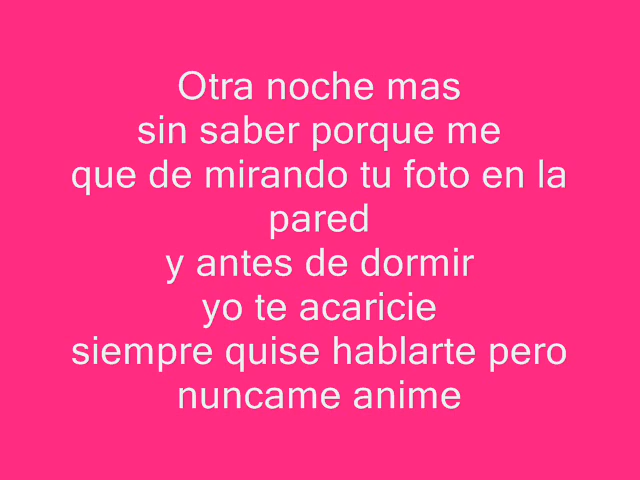 Otra noche mas
sin saber porque me
que de mirando tu foto en la
pared
y antes de dormir
yo te acaricie
siempre quise hablarte pero
nuncame anime